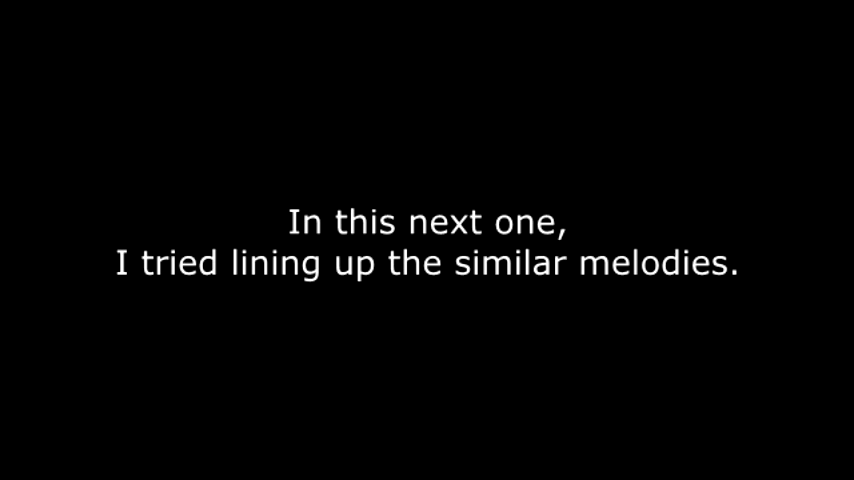 In this next one,
I tried lining up the similar melodies.